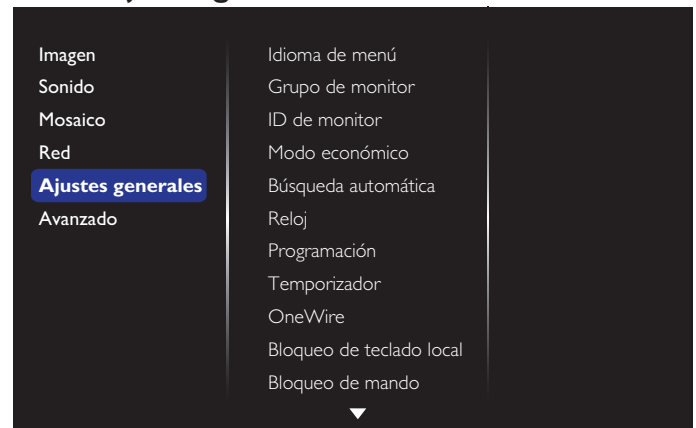 Imagen
Sonido
Mosaico
Red
Ajustes generales
Avanzado
Idioma de menú
Grupo de monitor
ID de monitor
Modo económico
Búsqueda automática
Reloj
Programación
Temporizador
OneWire
Bloqueo de teclado local
Bloqueo de mando